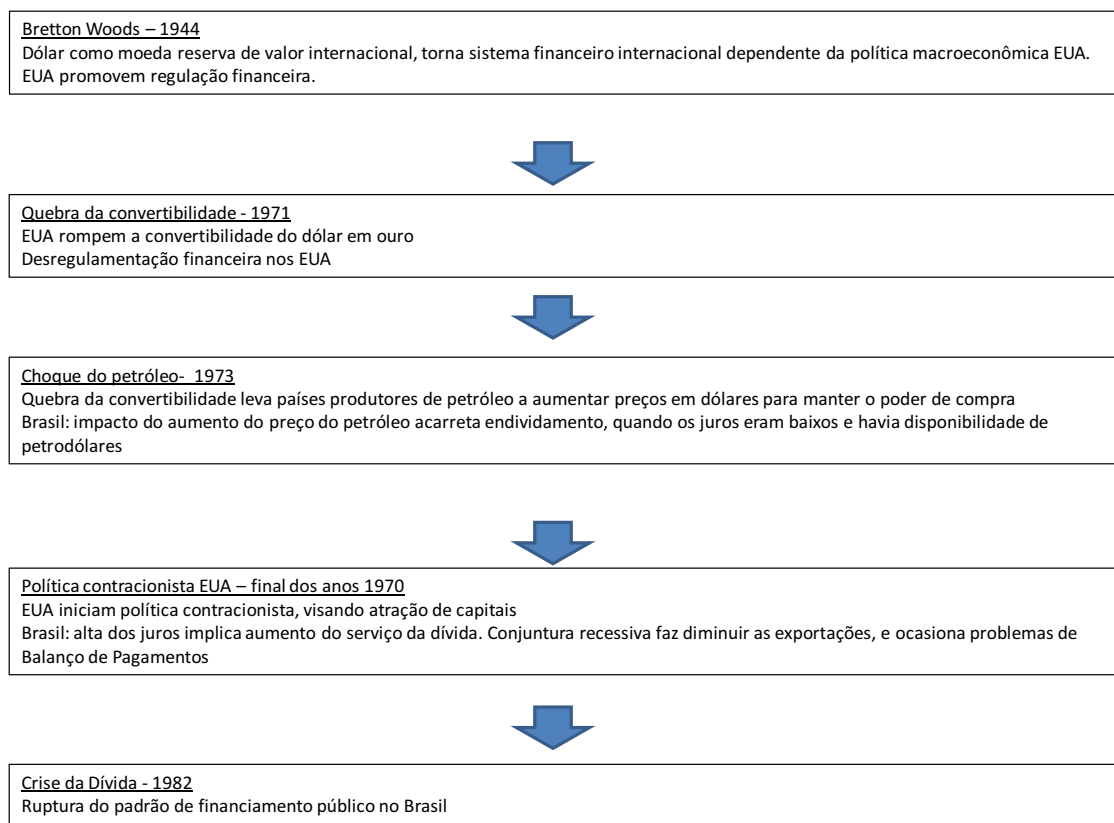 Bretton Woods – 1944
Dólar como moeda reserva de valor internacional, torna sistema financeiro internacional dependente da política macroeconômica EUA.
EUA promovem regulação financeira.
Quebra da convertibilidade - 1971
EUA rompem a convertibilidade do dólar em ouro
Desregulamentação financeira nos EUA
Choque do petróleo- 1973
Quebra da convertibilidade leva países produtores de petróleo a aumentar preços em dólares para manter o poder de compra
Brasil: impacto do aumento do preço do petróleo acarreta endividamento, quando os juros eram baixos e havia disponibilidade de
petrodólares
Política contracionista EUA – final dos anos 1970
EUA iniciam política contracionista, visando atração de capitais
Brasil: alta dos juros implica aumento do serviço da dívida. Conjuntura recessiva faz diminuir as exportações, e ocasiona problemas de
Balanço de Pagamentos
Crise da Dívida - 1982
Ruptura do padrão de financiamento público no Brasil